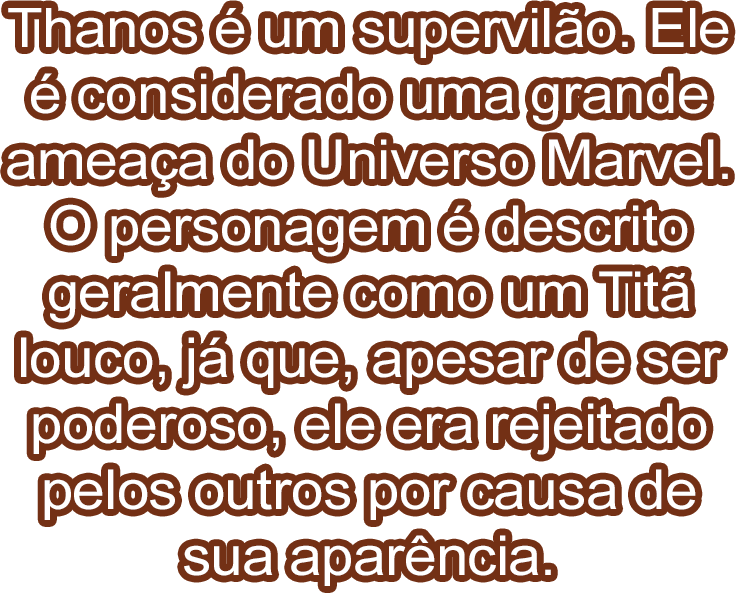 Thanos é um supervilão. Ele
é considerado uma grande
ameaça do Universo Marvel.
O personagem é descrito
geralmente como um Titã
louco, já que, apesar de ser
poderoso, ele era rejeitado
pelos outros por causa de
sua aparência.